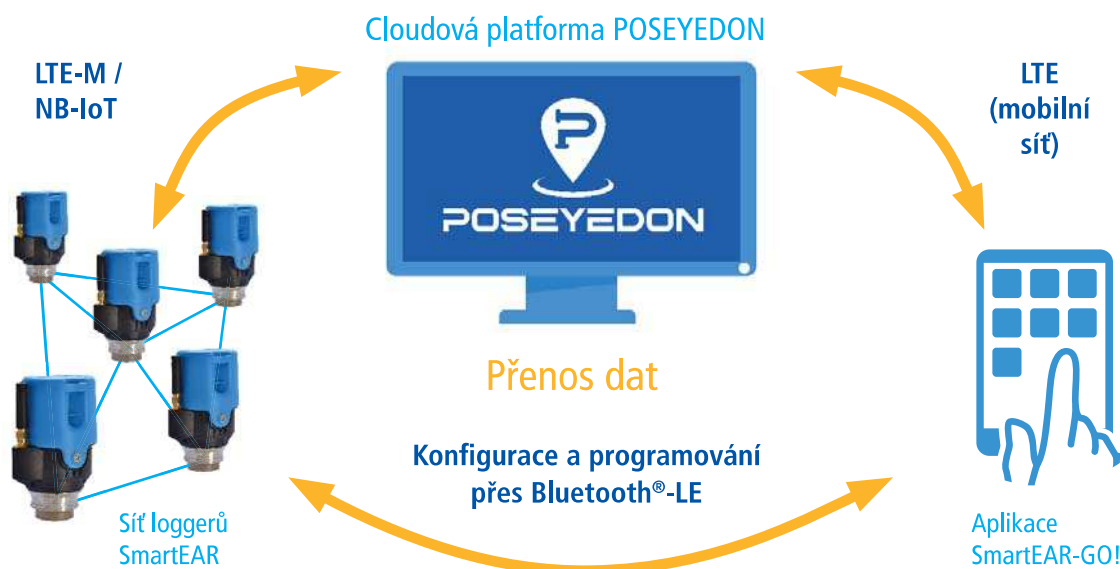 Cloudová platforma POSEYEDON
LTE-M /
NB-IoT
LTE
(mobilní
síť)
P
POSEYEDON
Přenos dat
Konfigurace a programování
přes Bluetooth®-LE
Síť loggerů
SmartEAR
Aplikace
SmartEAR-GO!